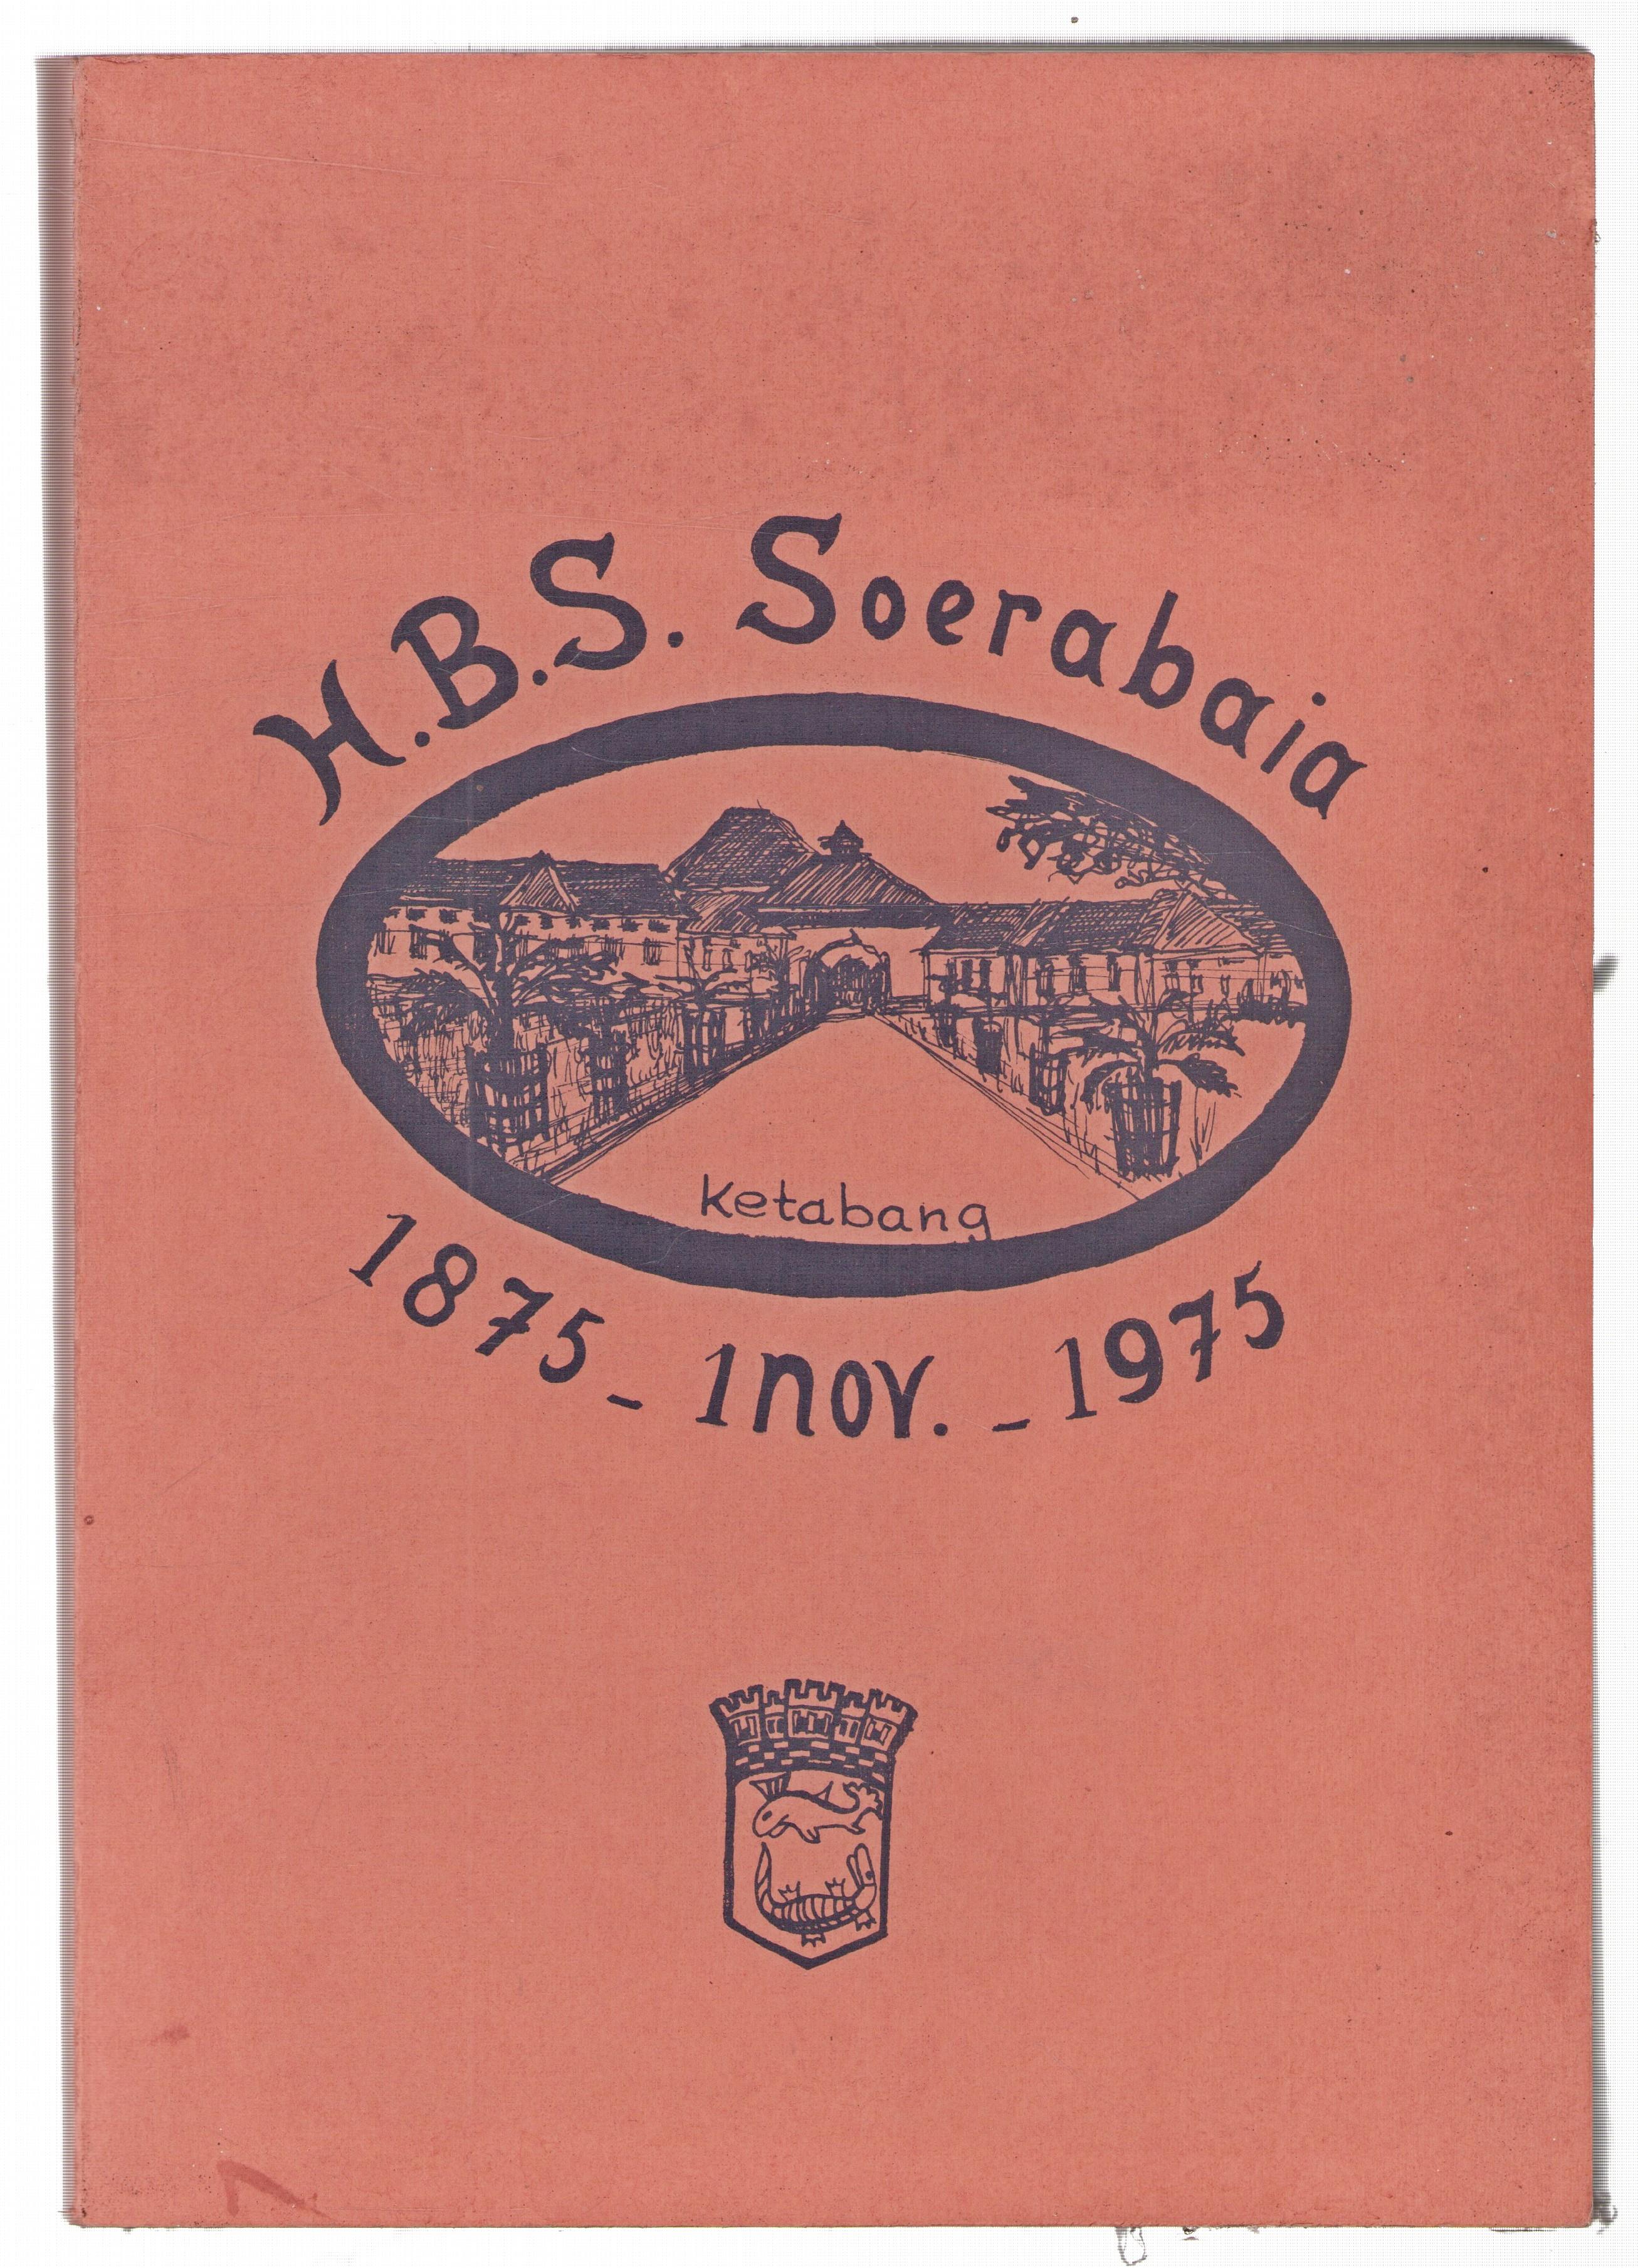 H.B.S. Soerabaia
ketabang
1875 - 1 nov. - 1975